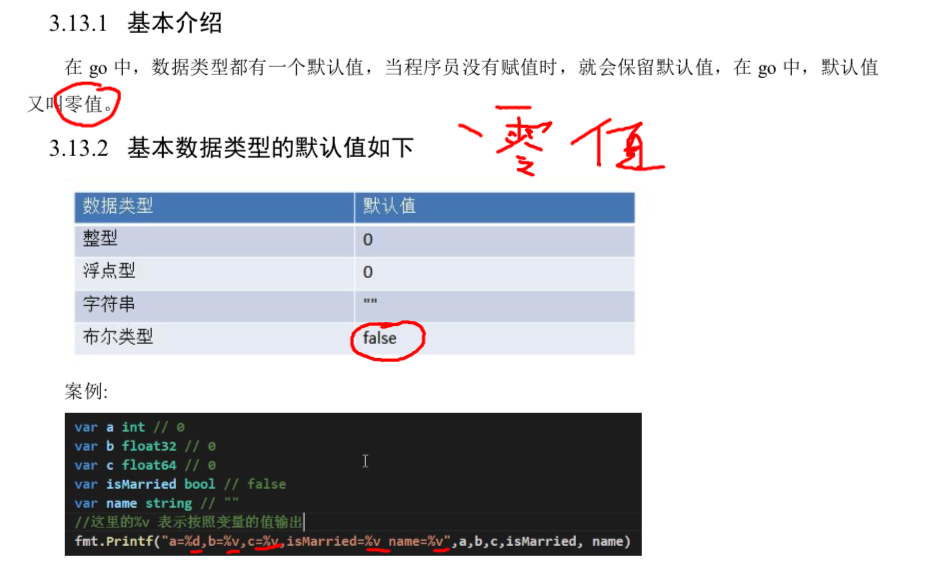 3.13.1 基本介绍
在 go 中，数据类型都有一个默认值，当程序员没有赋值时，就会保留默认值，在 go 中，默认值
又叫零值。
零值
3.13.2 基本数据类型的默认值如下
数据类型 默认值
整型 0
浮点型 0
字符串 ""
布尔类型 false
案例:
var a int // 0
var b float32 // 0
var c float64 // 0
var isMarried bool // false
var name string // ""
//这里的%v 表示按照变量的值输出
fmt.Printf("a=%d,b=%v,c=%v,isMarried=%v name=%v",a,b,c,isMarried, name)